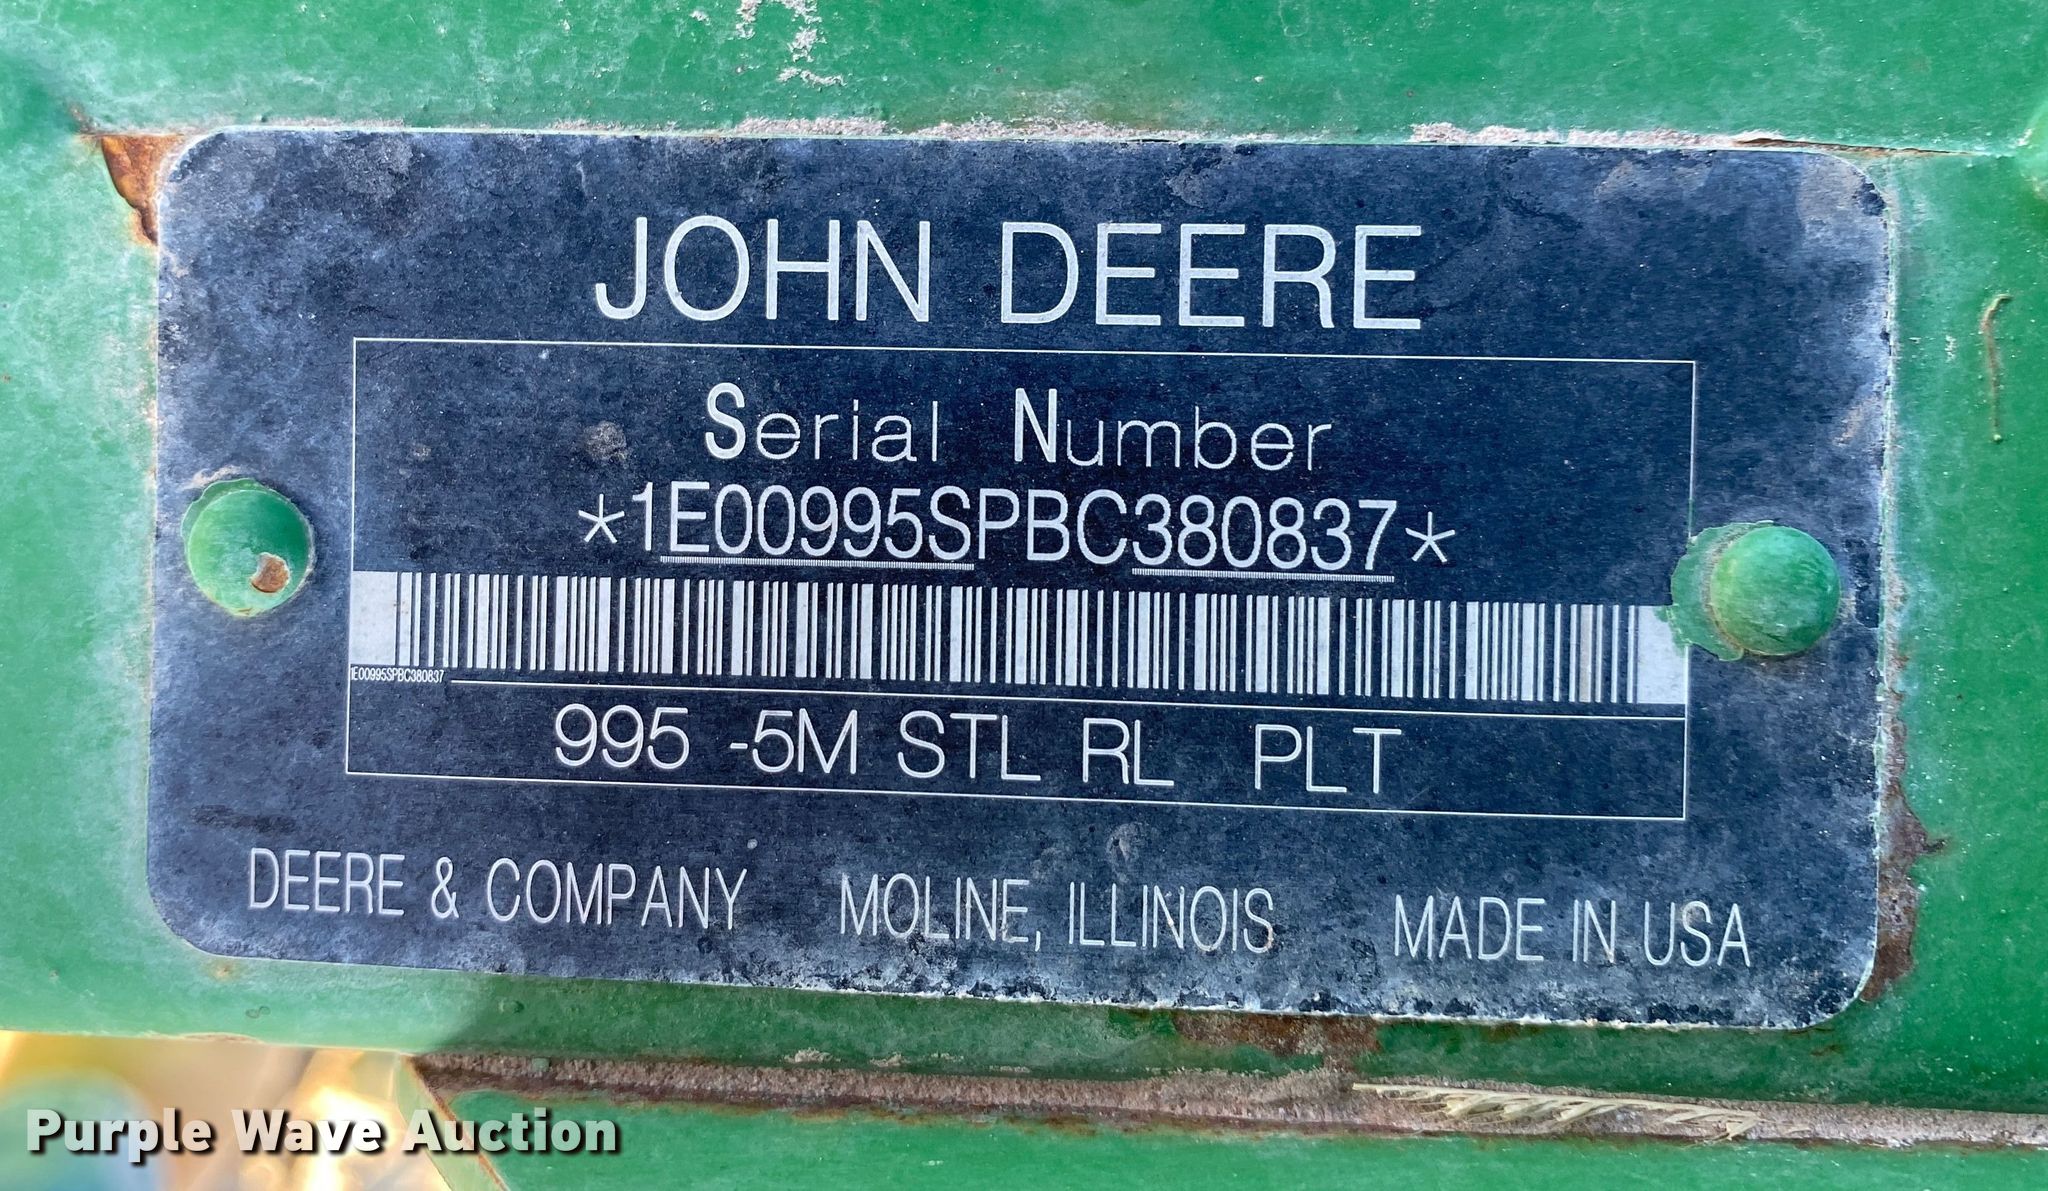 JOHN DEERE
Serial Number
*1E00995SPBC380837*
1E00995SPBC380837
995 -5M STL RL PLT
DEERE & COMPANY MOLINE, ILLINOIS MADE IN USA
Purple Wave Auction